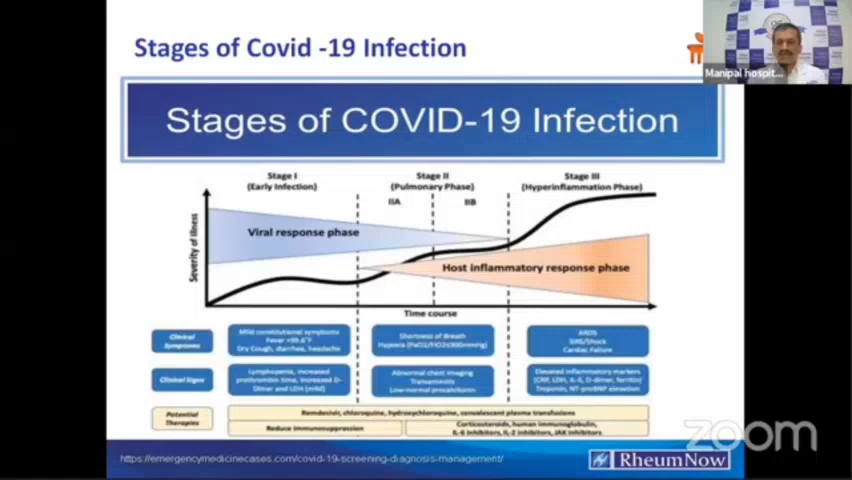 Stages of Covid -19 Infection
Manipal hospit...
Stages of COVID-19 Infection
Stage I
(Early Infection)
Stage II
(Pulmonary Phase)
Stage III
(Hyperinflammation Phase)
IIA
IIB
Severity of Illness
Viral response phase
Host inflammatory response phase
Time course
Clinical
Symptoms
Mild constitutional symptoms
Fever >99.6°F
Dry Cough, diarrhea, headache
Shortness of Breath
Hypoxia (PaO2/FiO2≤300mmHg)
ARDS
SIRS/Shock
Cardiac Failure
Clinical Signs
Lymphopenia, increased
prothrombin time, increased D-
Dimer and LDH (mild)
Abnormal chest imaging
Transaminitis
Low-normal procalcitonin
Elevated inflammatory markers
(CRP, LDH, IL-6, D-dimer, ferritin)
Troponin, NT-proBNP elevation
Potential
Therapies
Remdesivir, chloroquine, hydroxychloroquine, convalescent plasma transfusions
Reduce immunosuppression
Corticosteroids, human immunoglobulin,
IL-6 inhibitors, IL-2 inhibitors, JAK inhibitors
zoom
https://emergencymedicinecases.com/covid-19-screening-diagnosis-management/
RheumNow